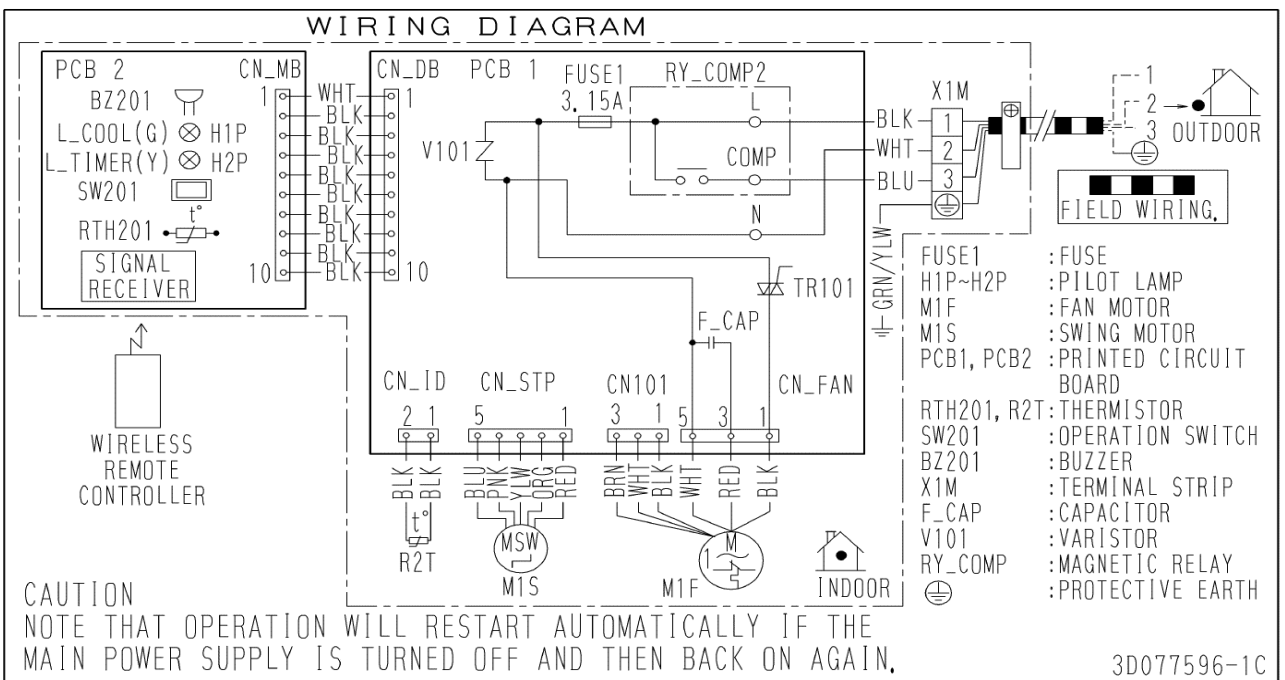 WIRING DIAGRAM
PCB 2
CN_MB
BZ201
L_COOL(G) H1P
L_TIMER(Y) H2P
SW201
t°
RTH201
SIGNAL
RECEIVER
1
10
WHT
BLK
BLK
BLK
BLK
BLK
BLK
BLK
BLK
BLK
CN_DB
PCB 1
1
10
FUSE1
3.15A
RY_COMP2
L
COMP
N
V101
TR101
F_CAP
BLK
WHT
BLU
GRN/YLW
X1M
1
2
3
1
2
3
OUTDOOR
FIELD WIRING.
CN_ID
2 1
CN_STP
5 1
CN101
3 1
CN_FAN
5 3 1
BLK
BLK
BLU
PNK
YLW
ORG
RED
BRN
WHT
BLK
WHT
RED
BLK
t°
R2T
MSW
M1S
M
1
M1F
INDOOR
WIRELESS
REMOTE
CONTROLLER
FUSE1 :FUSE
H1P~H2P :PILOT LAMP
M1F :FAN MOTOR
M1S :SWING MOTOR
PCB1,PCB2 :PRINTED CIRCUIT
BOARD
RTH201,R2T:THERMISTOR
SW201 :OPERATION SWITCH
BZ201 :BUZZER
X1M :TERMINAL STRIP
F_CAP :CAPACITOR
V101 :VARISTOR
RY_COMP :MAGNETIC RELAY
:PROTECTIVE EARTH
CAUTION
NOTE THAT OPERATION WILL RESTART AUTOMATICALLY IF THE
MAIN POWER SUPPLY IS TURNED OFF AND THEN BACK ON AGAIN.
3D077596-1C